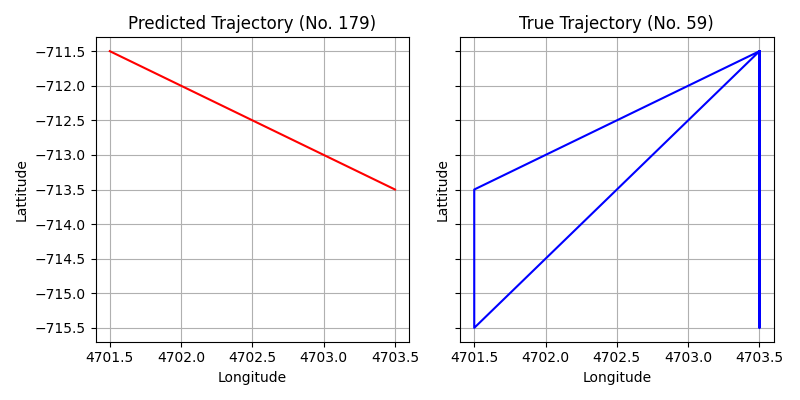 Predicted Trajectory (No. 179)
−711.5
−712.0
−712.5
−713.0
−713.5
−714.0
−714.5
−715.0
−715.5
Lattitude
4701.5 4702.0 4702.5 4703.0 4703.5
Longitude
True Trajectory (No. 59)
Lattitude
4701.5 4702.0 4702.5 4703.0 4703.5
Longitude